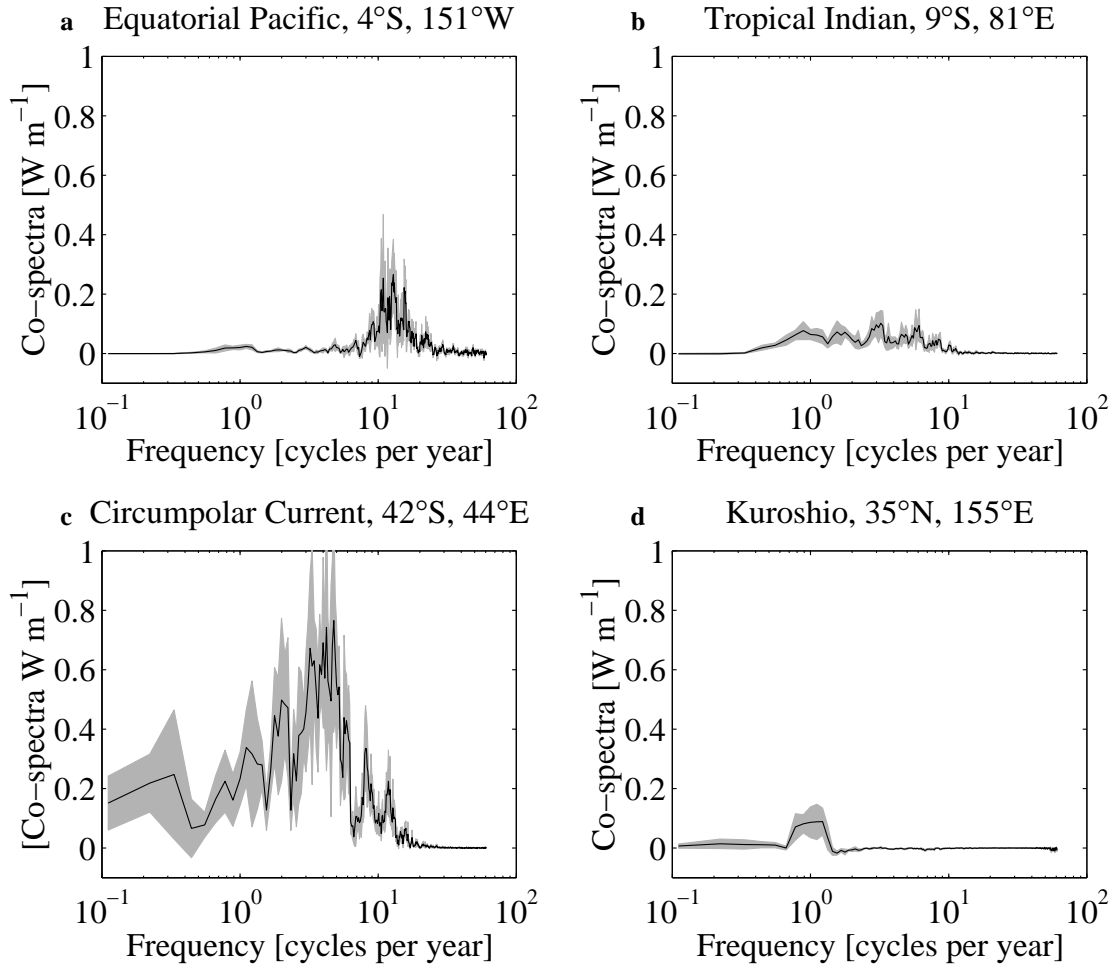 a Equatorial Pacific, 4°S, 151°W
1
0.8
0.6
0.4
0.2
0
Co−spectra [W m−1]
10−1 100 101 102
Frequency [cycles per year]
b Tropical Indian, 9°S, 81°E
1
0.8
0.6
0.4
0.2
0
Co−spectra [W m−1]
10−1 100 101 102
Frequency [cycles per year]
c Circumpolar Current, 42°S, 44°E
1
0.8
0.6
0.4
0.2
0
[Co−spectra W m−1]
10−1 100 101 102
Frequency [cycles per year]
d Kuroshio, 35°N, 155°E
1
0.8
0.6
0.4
0.2
0
Co−spectra [W m−1]
10−1 100 101 102
Frequency [cycles per year]